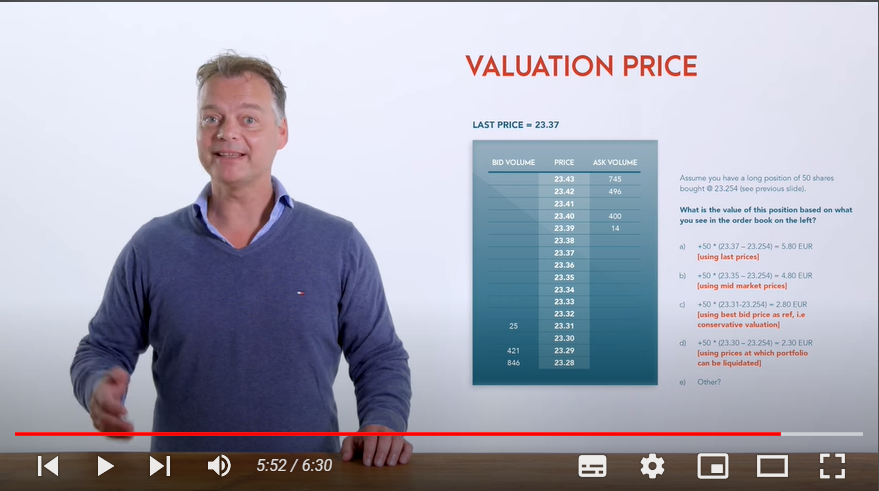 VALUATION PRICE
LAST PRICE = 23.37
BID VOLUME PRICE ASK VOLUME
23.43 745
23.42 496
23.41
23.40 400
23.39 14
23.38
23.37
23.36
23.35
23.34
23.33
23.32
25 23.31
23.30
421 23.29
846 23.28
Assume you have a long position of 50 shares
bought @ 23.254 (see previous slide).
What is the value of this position based on what
you see in the order book on the left?
a) +50 * (23.37 – 23.254) = 5.80 EUR
[using last prices]
b) +50 * (23.35 – 23.254) = 4.80 EUR
[using mid market prices]
c) +50 * (23.31-23.254) = 2.80 EUR
[using best bid price as ref, i.e
conservative valuation]
d) +50 * (23.30 – 23.254) = 2.30 EUR
[using prices at which portfolio
can be liquidated]
e) Other?
5:52 / 6:30